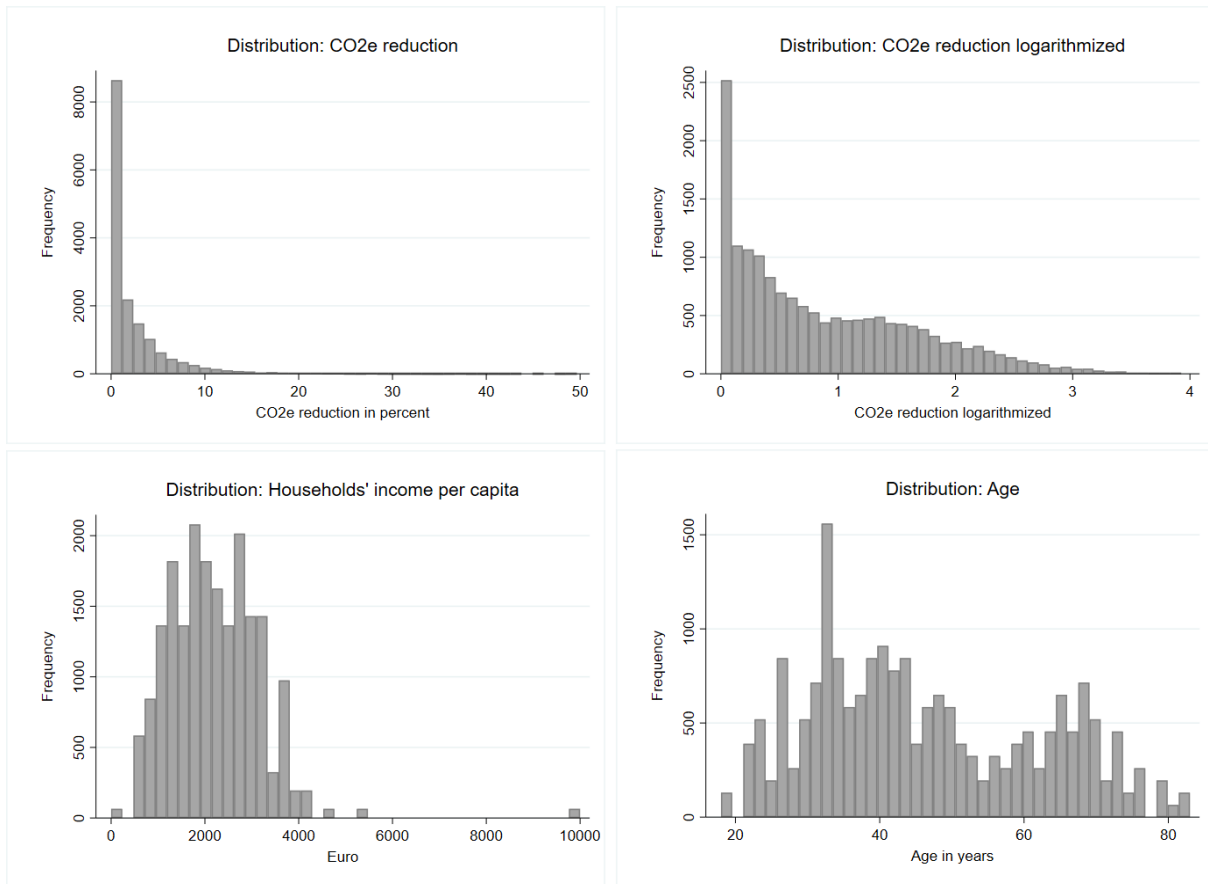 Distribution: CO2e reduction
8000
6000
4000
2000
0
Frequency
0 10 20 30 40 50
CO2e reduction in percent
Distribution: CO2e reduction logarithmized
2500
2000
1500
1000
500
0
Frequency
0 1 2 3 4
CO2e reduction logarithmized
Distribution: Households' income per capita
2000
1500
1000
500
0
Frequency
0 2000 4000 6000 8000 10000
Euro
Distribution: Age
1500
1000
500
0
Frequency
20 40 60 80
Age in years